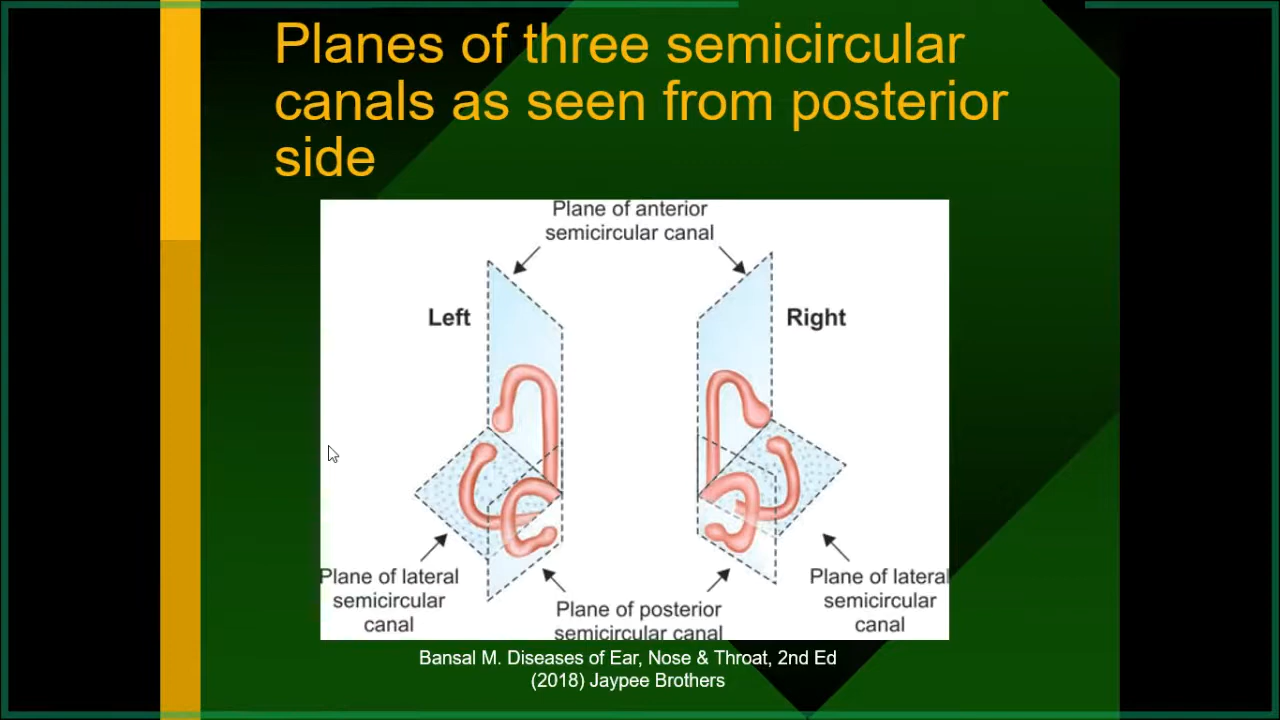 Planes of three semicircular
canals as seen from posterior
side
Plane of anterior
semicircular canal
Left
Right
Plane of lateral
semicircular
canal
Plane of posterior
semicircular canal
Plane of lateral
semicircular
canal
Bansal M. Diseases of Ear, Nose & Throat, 2nd Ed
(2018) Jaypee Brothers